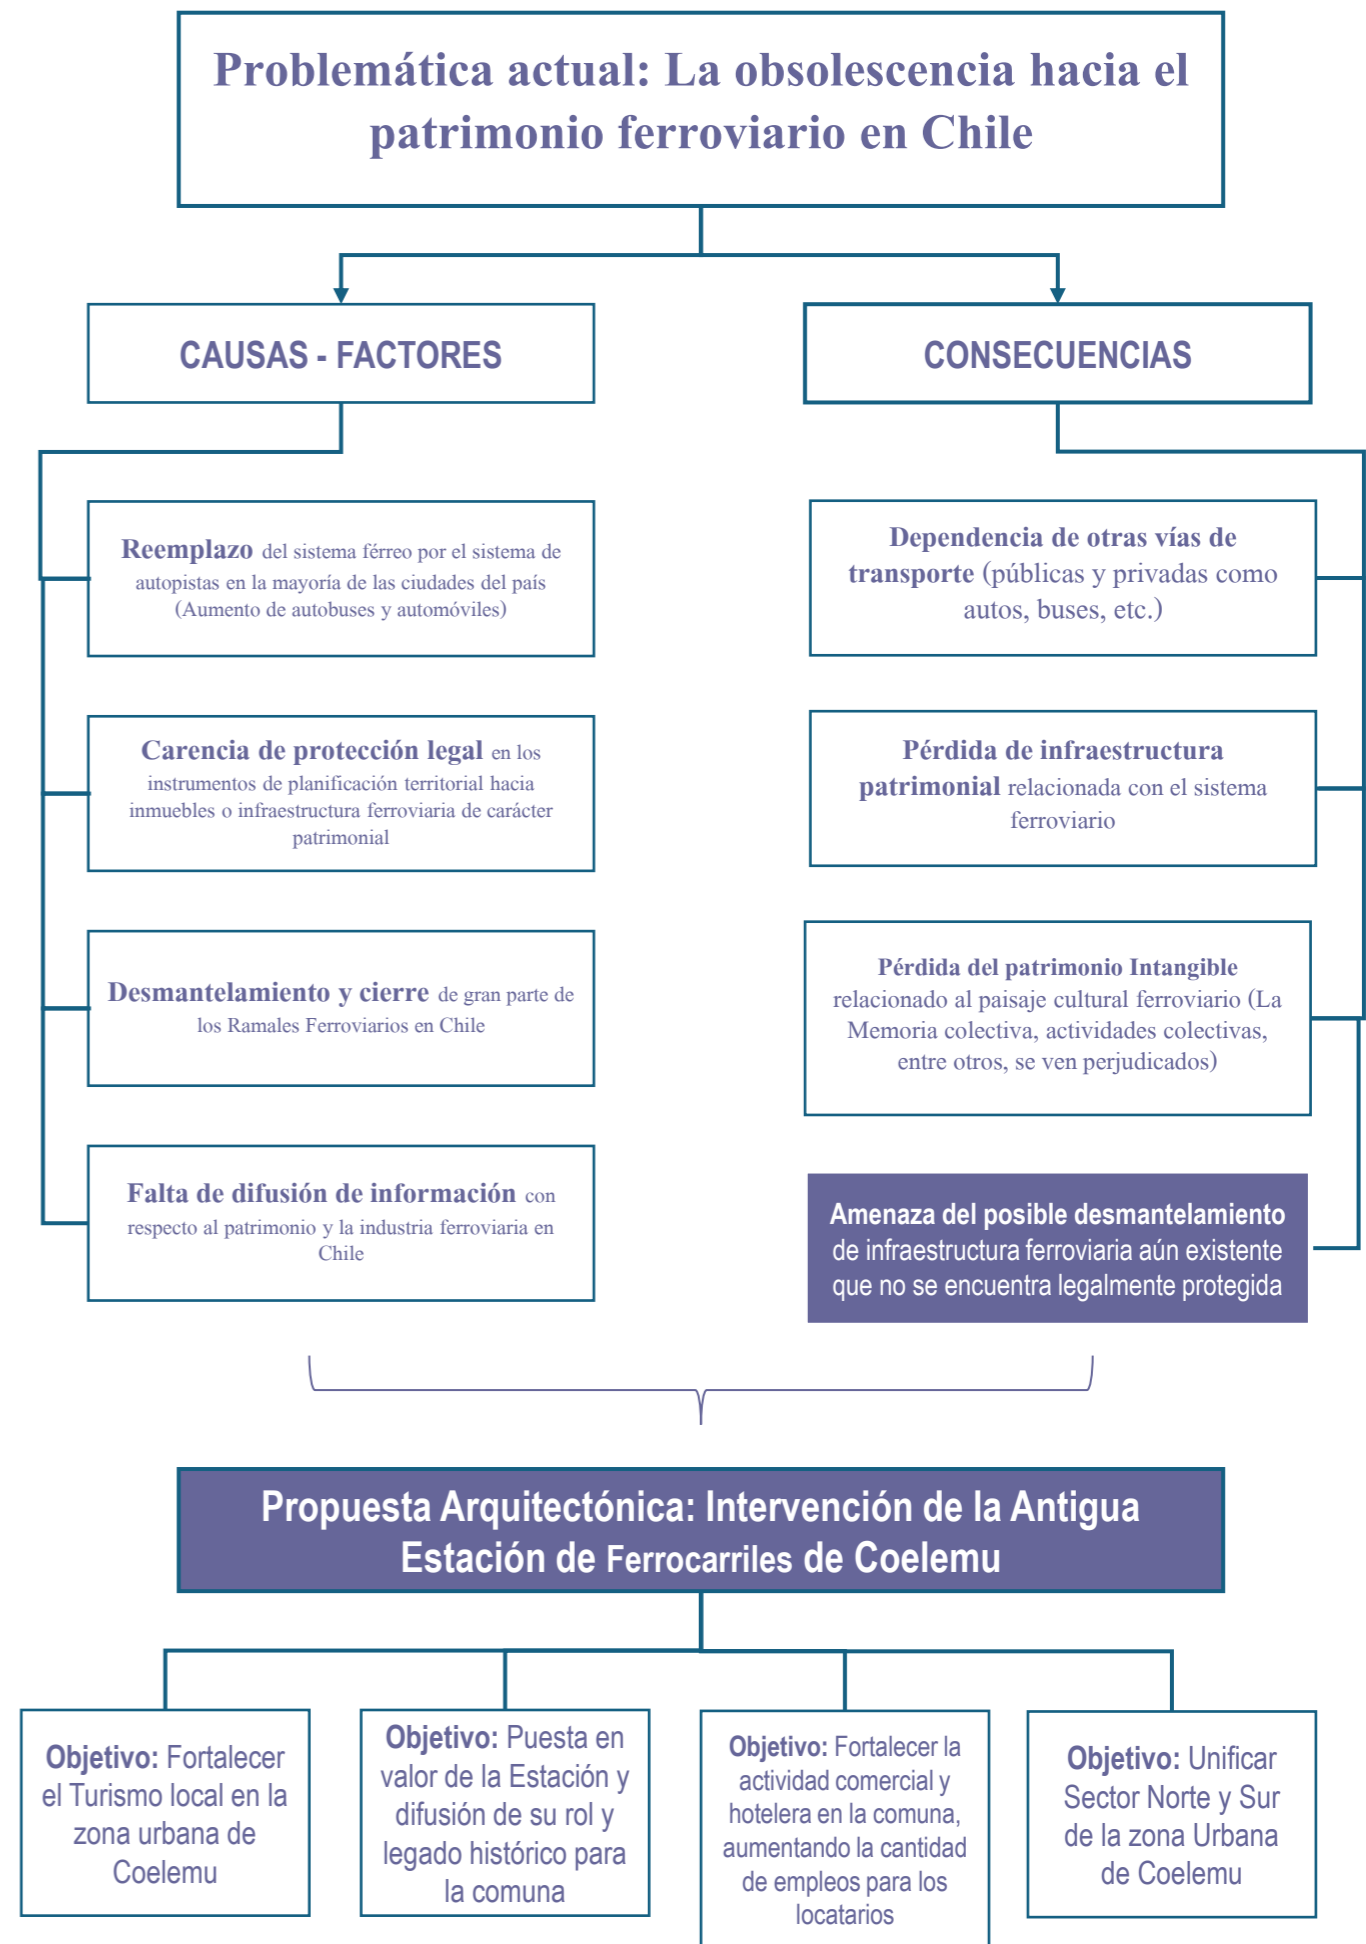 Problemática actual: La obsolescencia hacia el
patrimonio ferroviario en Chile
CAUSAS - FACTORES
Reemplazo del sistema férreo por el sistema de
autopistas en la mayoría de las ciudades del país
(Aumento de autobuses y automóviles)
Carencia de protección legal en los
instrumentos de planificación territorial hacia
inmuebles o infraestructura ferroviaria de carácter
patrimonial
Desmantelamiento y cierre de gran parte de
los Ramales Ferroviarios en Chile
Falta de difusión de información con
respecto al patrimonio y la industria ferroviaria en
Chile
CONSECUENCIAS
Dependencia de otras vías de
transporte (públicas y privadas como
autos, buses, etc.)
Pérdida de infraestructura
patrimonial relacionada con el sistema
ferroviario
Pérdida del patrimonio Intangible
relacionado al paisaje cultural ferroviario (La
Memoria colectiva, actividades colectivas,
entre otros, se ven perjudicados)
Amenaza del posible desmantelamiento
de infraestructura ferroviaria aún existente
que no se encuentra legalmente protegida
Propuesta Arquitectónica: Intervención de la Antigua
Estación de Ferrocarriles de Coelemu
Objetivo: Fortalecer
el Turismo local en la
zona urbana de
Coelemu
Objetivo: Puesta en
valor de la Estación y
difusión de su rol y
legado histórico para
la comuna
Objetivo: Fortalecer la
actividad comercial y
hotelera en la comuna,
aumentando la cantidad
de empleos para los
locatarios
Objetivo: Unificar
Sector Norte y Sur
de la zona Urbana
de Coelemu